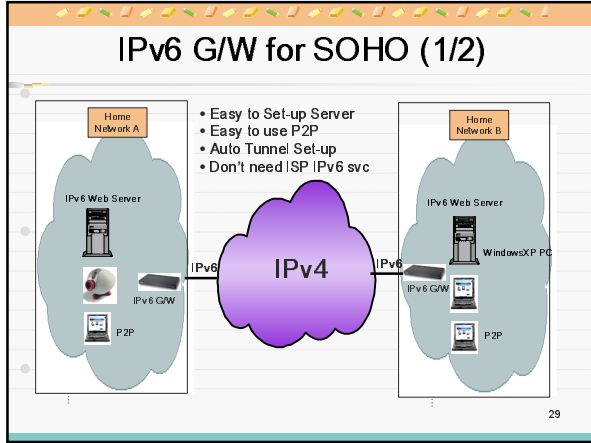 IPv6 G/W for SOHO (1/2)
• Easy to Set-up Server
• Easy to use P2P
• Auto Tunnel Set-up
• Don't need ISP IPv6 svc
Home
Network A
IPv6 Web Server
IPv6 G/W
P2P
IPv6
IPv4
IPv6
Home
Network B
IPv6 Web Server
WindowsXP PC
IPv6 G/W
P2P
29